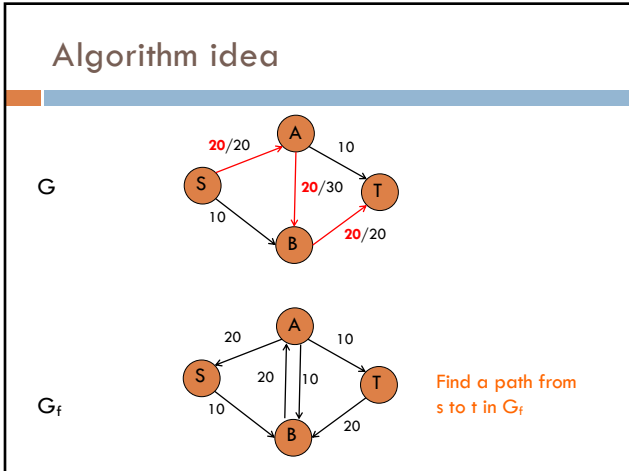 Algorithm idea
A
20/20
10
G
S
20/30
T
10
B
20/20
A
20
10
S
20
10
T
Find a path from
s to t in Gf
10
Gf
B
20